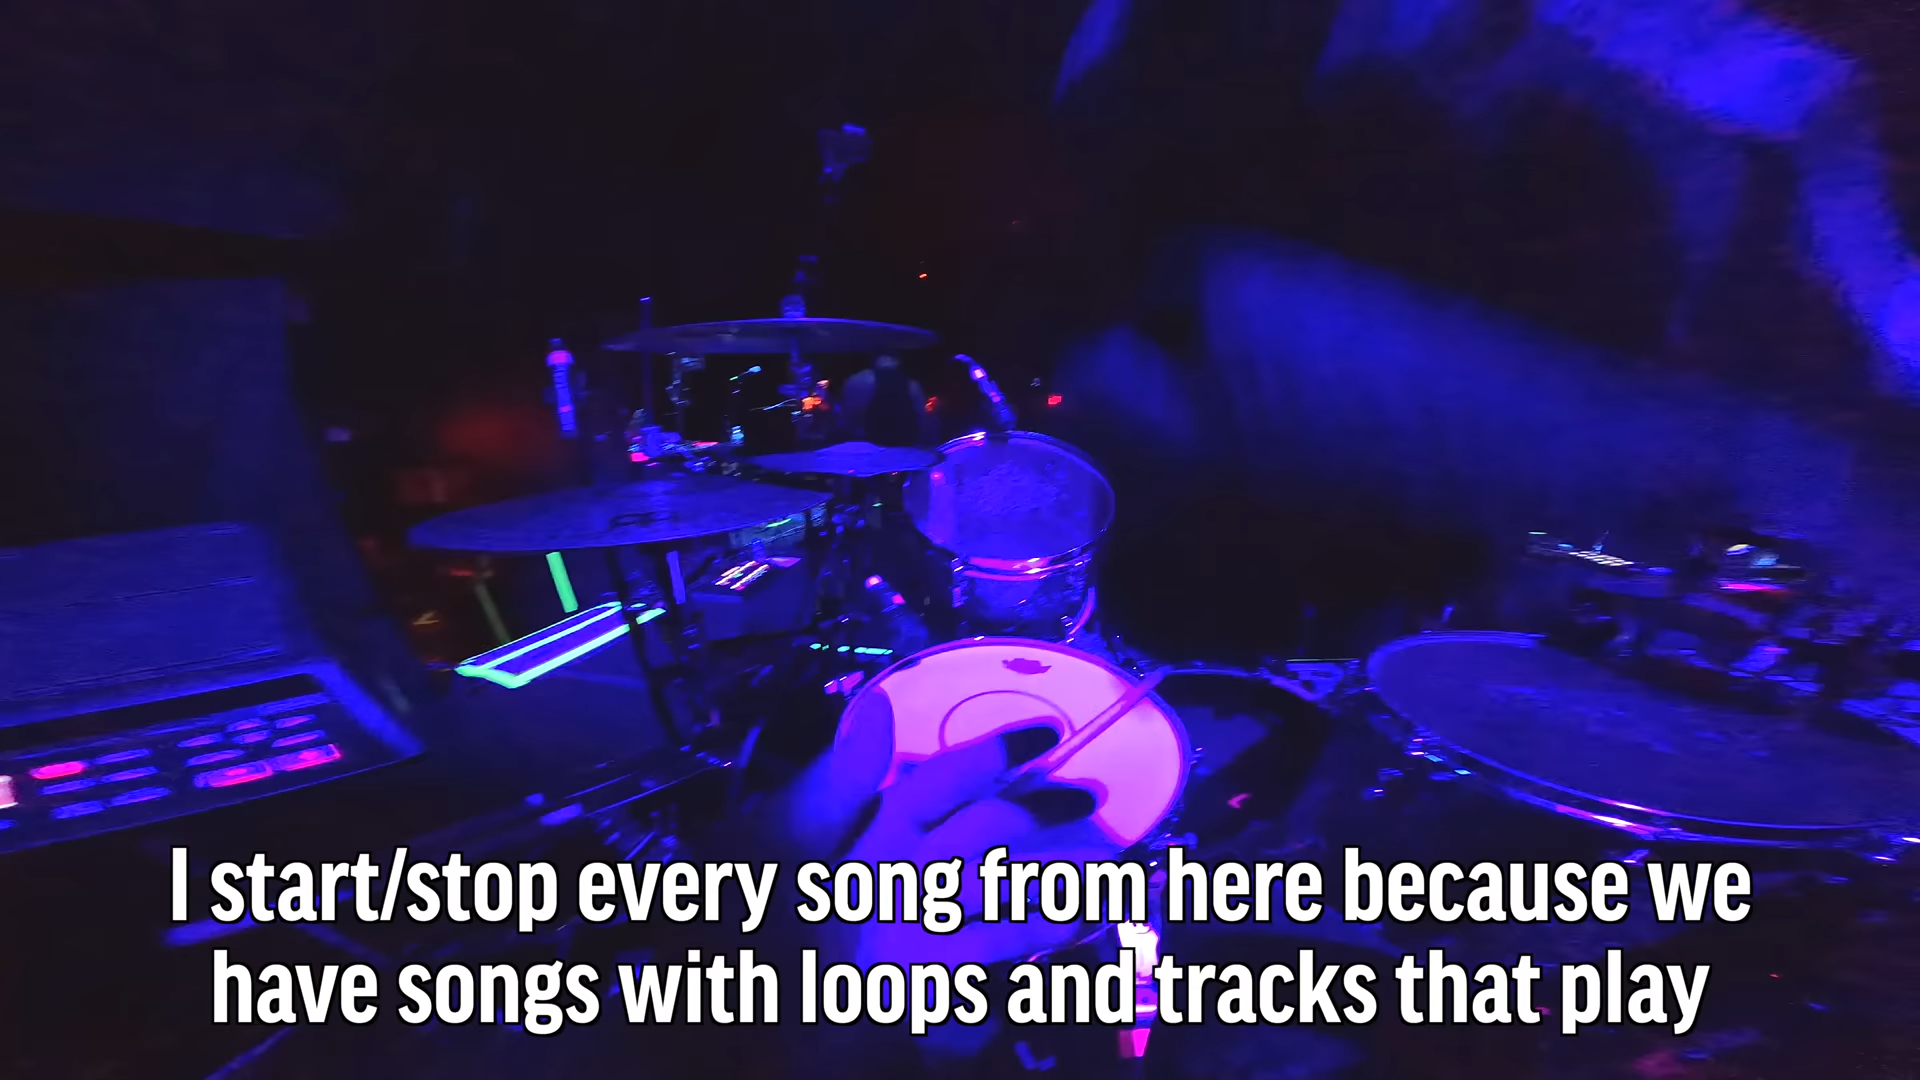 I start/stop every song from here because we
have songs with loops and tracks that play